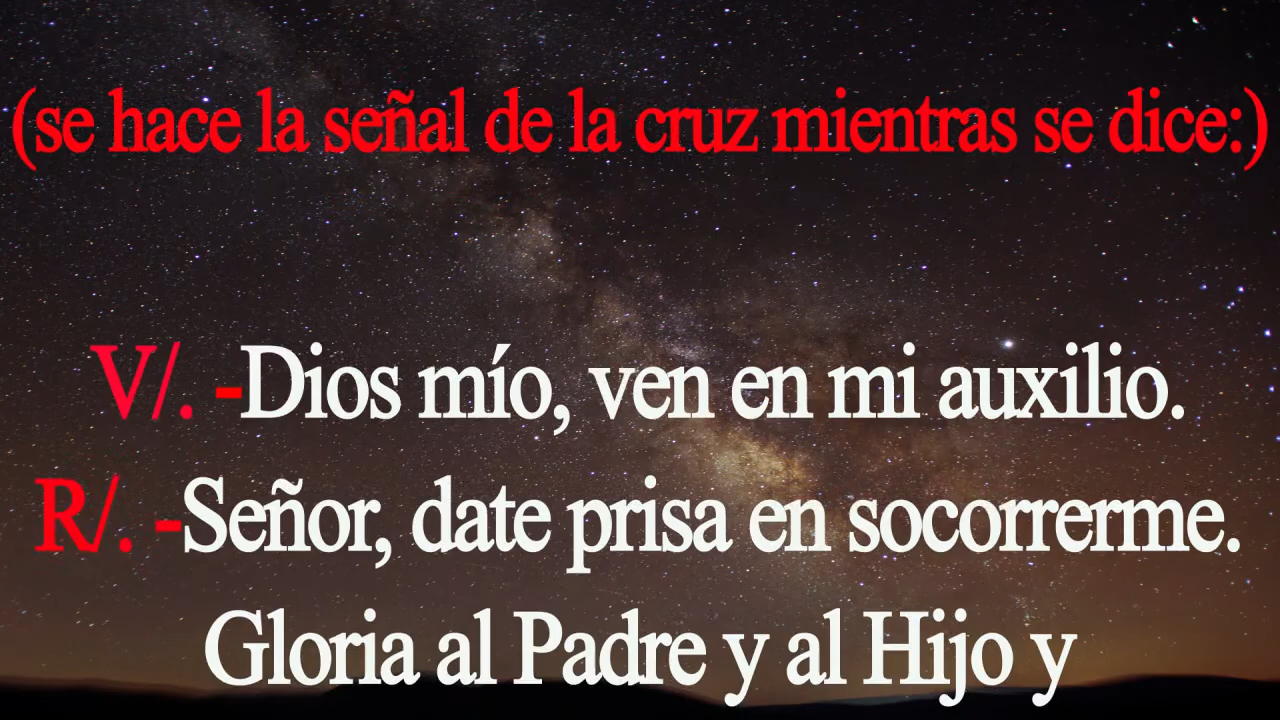 (se hace la señal de la cruz mientras se dice:)
V/. -Dios mío, ven en mi auxilio.
R/. -Señor, date prisa en socorrerme.
Gloria al Padre y al Hijo y